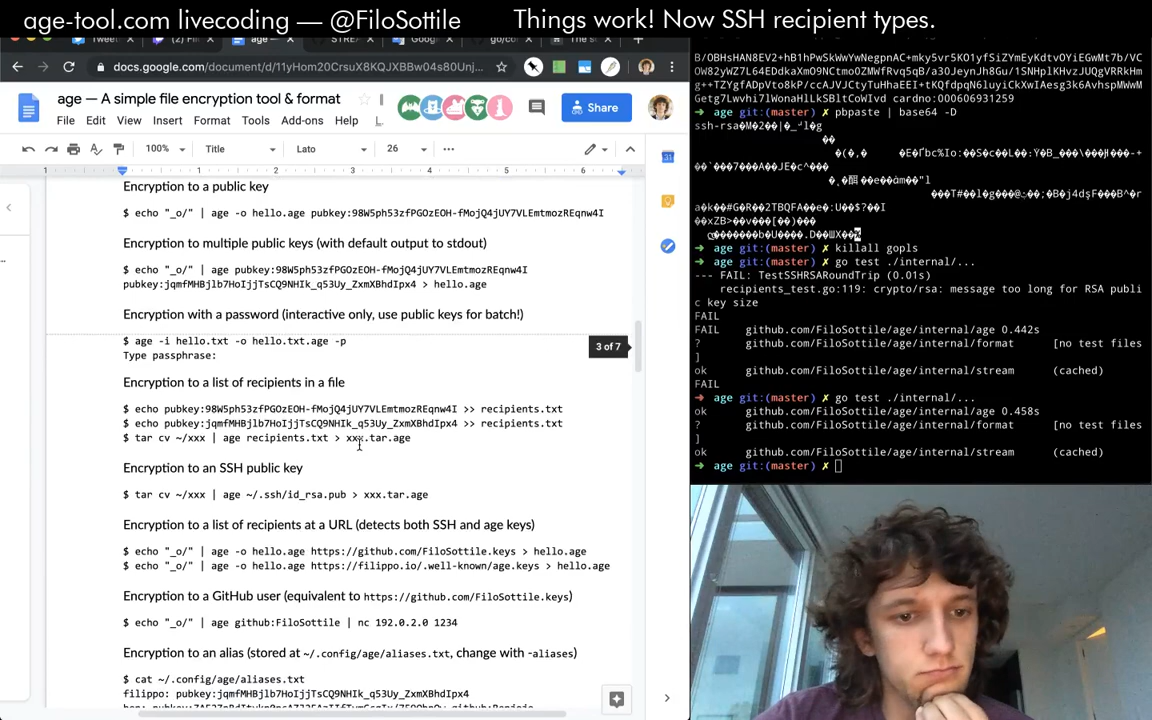 age-tool.com livecoding — @FiloSottile
Things work! Now SSH recipient types.
docs.google.com/document/d/11yHom20CrsuX8KQJXBBw04s80Unj...
age — A simple file encryption tool & format
File Edit View Insert Format Tools Add-ons Help
Share
100% Title Lato 26
1 2 3 4 5 6
Encryption to a public key
$ echo "_o/" | age -o hello.age pubkey:98W5ph53zfPGOzEOH-fMojQ4jUY7VLEmtmozREqnw4I
Encryption to multiple public keys (with default output to stdout)
$ echo "_o/" | age pubkey:98W5ph53zfPGOzEOH-fMojQ4jUY7VLEmtmozREqnw4I
pubkey:jqmfMHBjlb7HoIjjTsCQ9NHIk_q53Uy_ZxmXBhdIpx4 > hello.age
Encryption with a password (interactive only, use public keys for batch!)
$ age -i hello.txt -o hello.txt.age -p
Type passphrase:
3 of 7
Encryption to a list of recipients in a file
$ echo pubkey:98W5ph53zfPGOzEOH-fMojQ4jUY7VLEmtmozREqnw4I >> recipients.txt
$ echo pubkey:jqmfMHBjlb7HoIjjTsCQ9NHIk_q53Uy_ZxmXBhdIpx4 >> recipients.txt
$ tar cv ~/xxx | age recipients.txt > xxx.tar.age
Encryption to an SSH public key
$ tar cv ~/xxx | age ~/.ssh/id_rsa.pub > xxx.tar.age
Encryption to a list of recipients at a URL (detects both SSH and age keys)
$ echo "_o/" | age -o hello.age https://github.com/FiloSottile.keys > hello.age
$ echo "_o/" | age -o hello.age https://filippo.io/.well-known/age.keys > hello.age
Encryption to a GitHub user (equivalent to https://github.com/FiloSottile.keys)
$ echo "_o/" | age github:FiloSottile | nc 192.0.2.0 1234
Encryption to an alias (stored at ~/.config/age/aliases.txt, change with -aliases)
$ cat ~/.config/age/aliases.txt
filippo: pubkey:jqmfMHBjlb7HoIjjTsCQ9NHIk_q53Uy_ZxmXBhdIpx4
cardno:000606931259
➜ age git:(master) ✗ pbpaste | base64 -D
➜ age git:(master) ✗ killall gopls
➜ age git:(master) ✗ go test ./internal/...
--- FAIL: TestSSHRSARoundTrip (0.01s)
recipients_test.go:119: crypto/rsa: message too long for RSA publi
c key size
FAIL
FAIL github.com/FiloSottile/age/internal/age 0.442s
? github.com/FiloSottile/age/internal/format [no test files
]
ok github.com/FiloSottile/age/internal/stream (cached)
FAIL
➜ age git:(master) ✗ go test ./internal/...
ok github.com/FiloSottile/age/internal/age 0.458s
? github.com/FiloSottile/age/internal/format [no test files
]
ok github.com/FiloSottile/age/internal/stream (cached)
➜ age git:(master) ✗